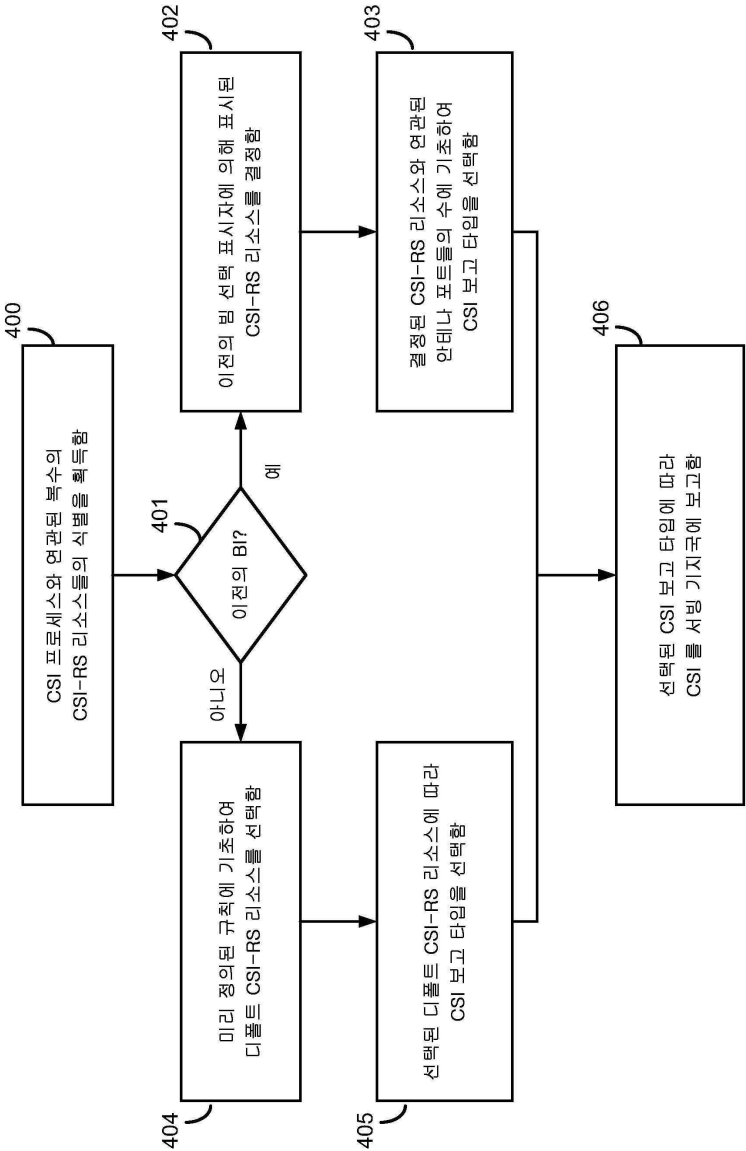 400
CSI 프로세스와 연관된 복수의
CSI-RS 리소스들의 식별을 획득함
401
이전의 BI?
예
아니오
402
이전의 빔 선택 표시자에 의해 표시된
CSI-RS 리소스를 결정함
403
결정된 CSI-RS 리소스와 연관된
안테나 포트들의 수에 기초하여
CSI 보고 타입을 선택함
404
미리 정의된 규칙에 기초하여
디폴트 CSI-RS 리소스를 선택함
405
선택된 디폴트 CSI-RS 리소스에 따라
CSI 보고 타입을 선택함
406
선택된 CSI 보고 타입에 따라
CSI 를 서빙 기지국에 보고함